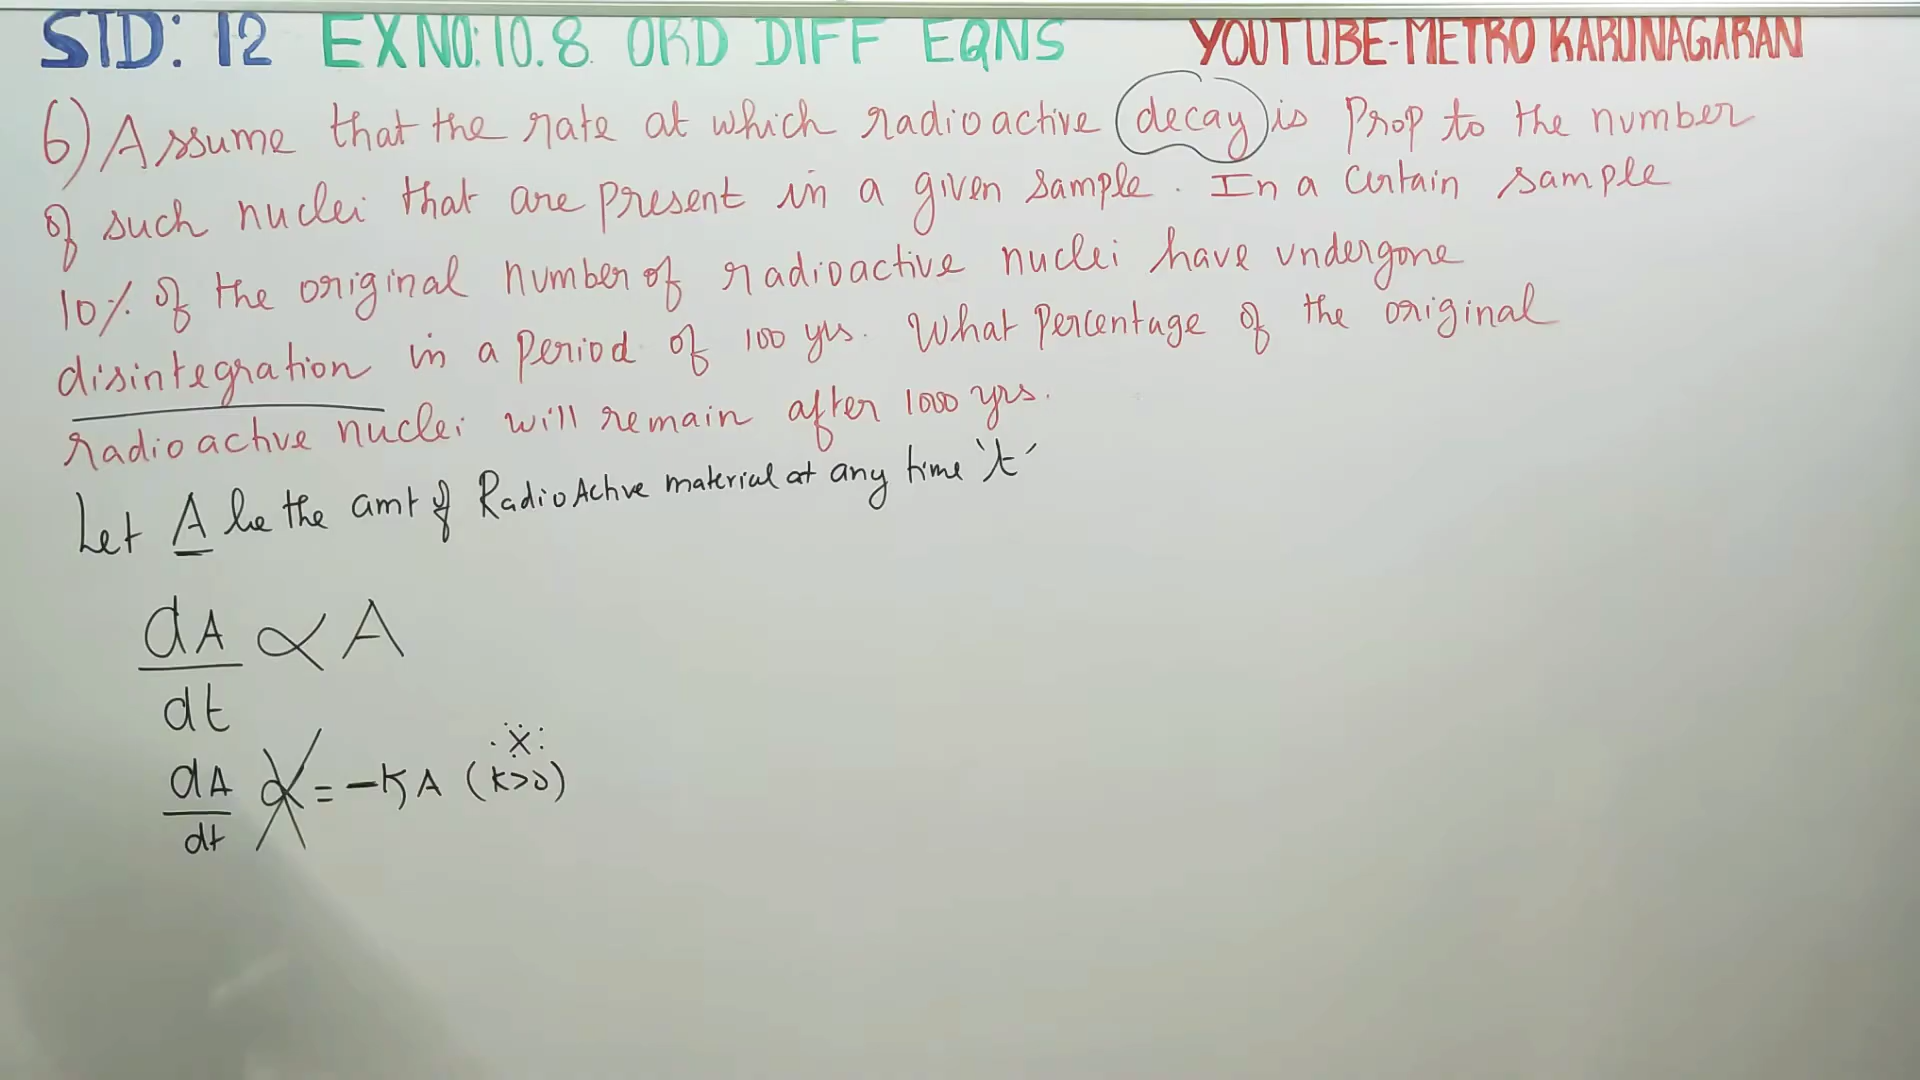 STD: 12 EX NO: 10.8. ORD DIFF EQNS YOUTUBE-METRO KARUNAGARAN
6) Assume that the rate at which radioactive decay is prop to the number
of such nuclei that are present in a given sample. In a certain sample
10% of the original number of radioactive nuclei have undergone
disintegration in a period of 100 yrs. What percentage of the original
radioactive nuclei will remain after 1000 yrs.
Let A be the amt of RadioActive material at any time 't'
dA/dt ∝ A
dA/dt ∝ = -KA (K>0)